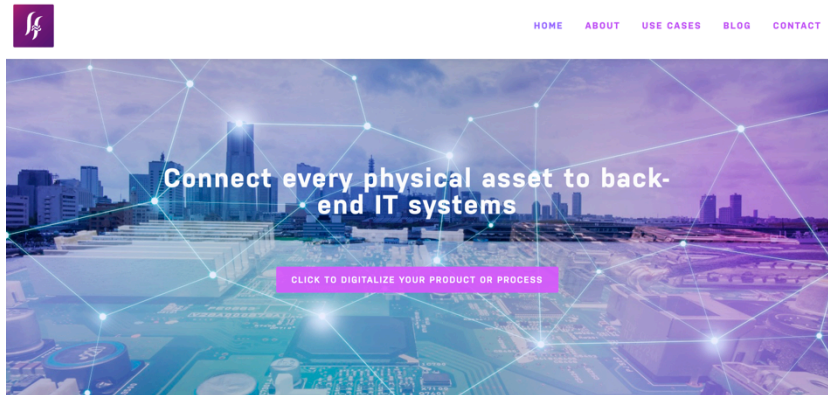 HOME ABOUT USE CASES BLOG CONTACT
Connect every physical asset to back-
end IT systems
CLICK TO DIGITALIZE YOUR PRODUCT OR PROCESS